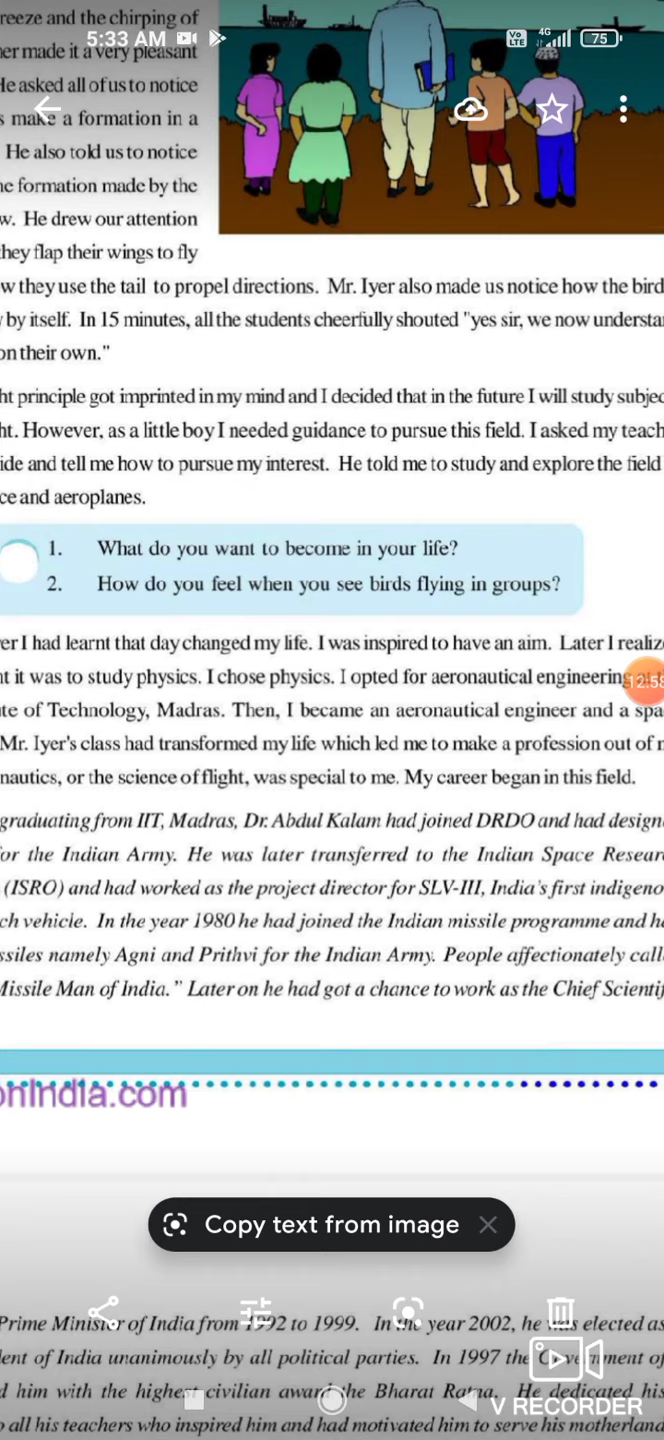 reeze and the chirping of
5:33 AM Vo LTE 4G 75
er made it a very pleasant
He asked all of us to notice
s make a formation in a
He also told us to notice
e formation made by the
w. He drew our attention
they flap their wings to fly
w they use the tail to propel directions. Mr. Iyer also made us notice how the bird
by itself. In 15 minutes, all the students cheerfully shouted "yes sir, we now understa
on their own."
ht principle got imprinted in my mind and I decided that in the future I will study subjec
ht. However, as a little boy I needed guidance to pursue this field. I asked my teach
ide and tell me how to pursue my interest. He told me to study and explore the field
ce and aeroplanes.
1. What do you want to become in your life?
2. How do you feel when you see birds flying in groups?
er I had learnt that day changed my life. I was inspired to have an aim. Later I realiz
t it was to study physics. I chose physics. I opted for aeronautical engineering
12:58
te of Technology, Madras. Then, I became an aeronautical engineer and a spa
Mr. Iyer's class had transformed my life which led me to make a profession out of
nautics, or the science of flight, was special to me. My career began in this field.
graduating from IIT, Madras, Dr. Abdul Kalam had joined DRDO and had design
for the Indian Army. He was later transferred to the Indian Space Resear
(ISRO) and had worked as the project director for SLV-III, India's first indigeno
ch vehicle. In the year 1980 he had joined the Indian missile programme and h
ssiles namely Agni and Prithvi for the Indian Army. People affectionately call
Missile Man of India." Later on he had got a chance to work as the Chief Scientif
onIndia.com
Copy text from image
Prime Minister of India from 1992 to 1999. In the year 2002, he was elected as
ent of India unanimously by all political parties. In 1997 the Government of
d him with the highest civilian award the Bharat Ratna. He dedicated his
V RECORDER
all his teachers who inspired him and had motivated him to serve his motherland